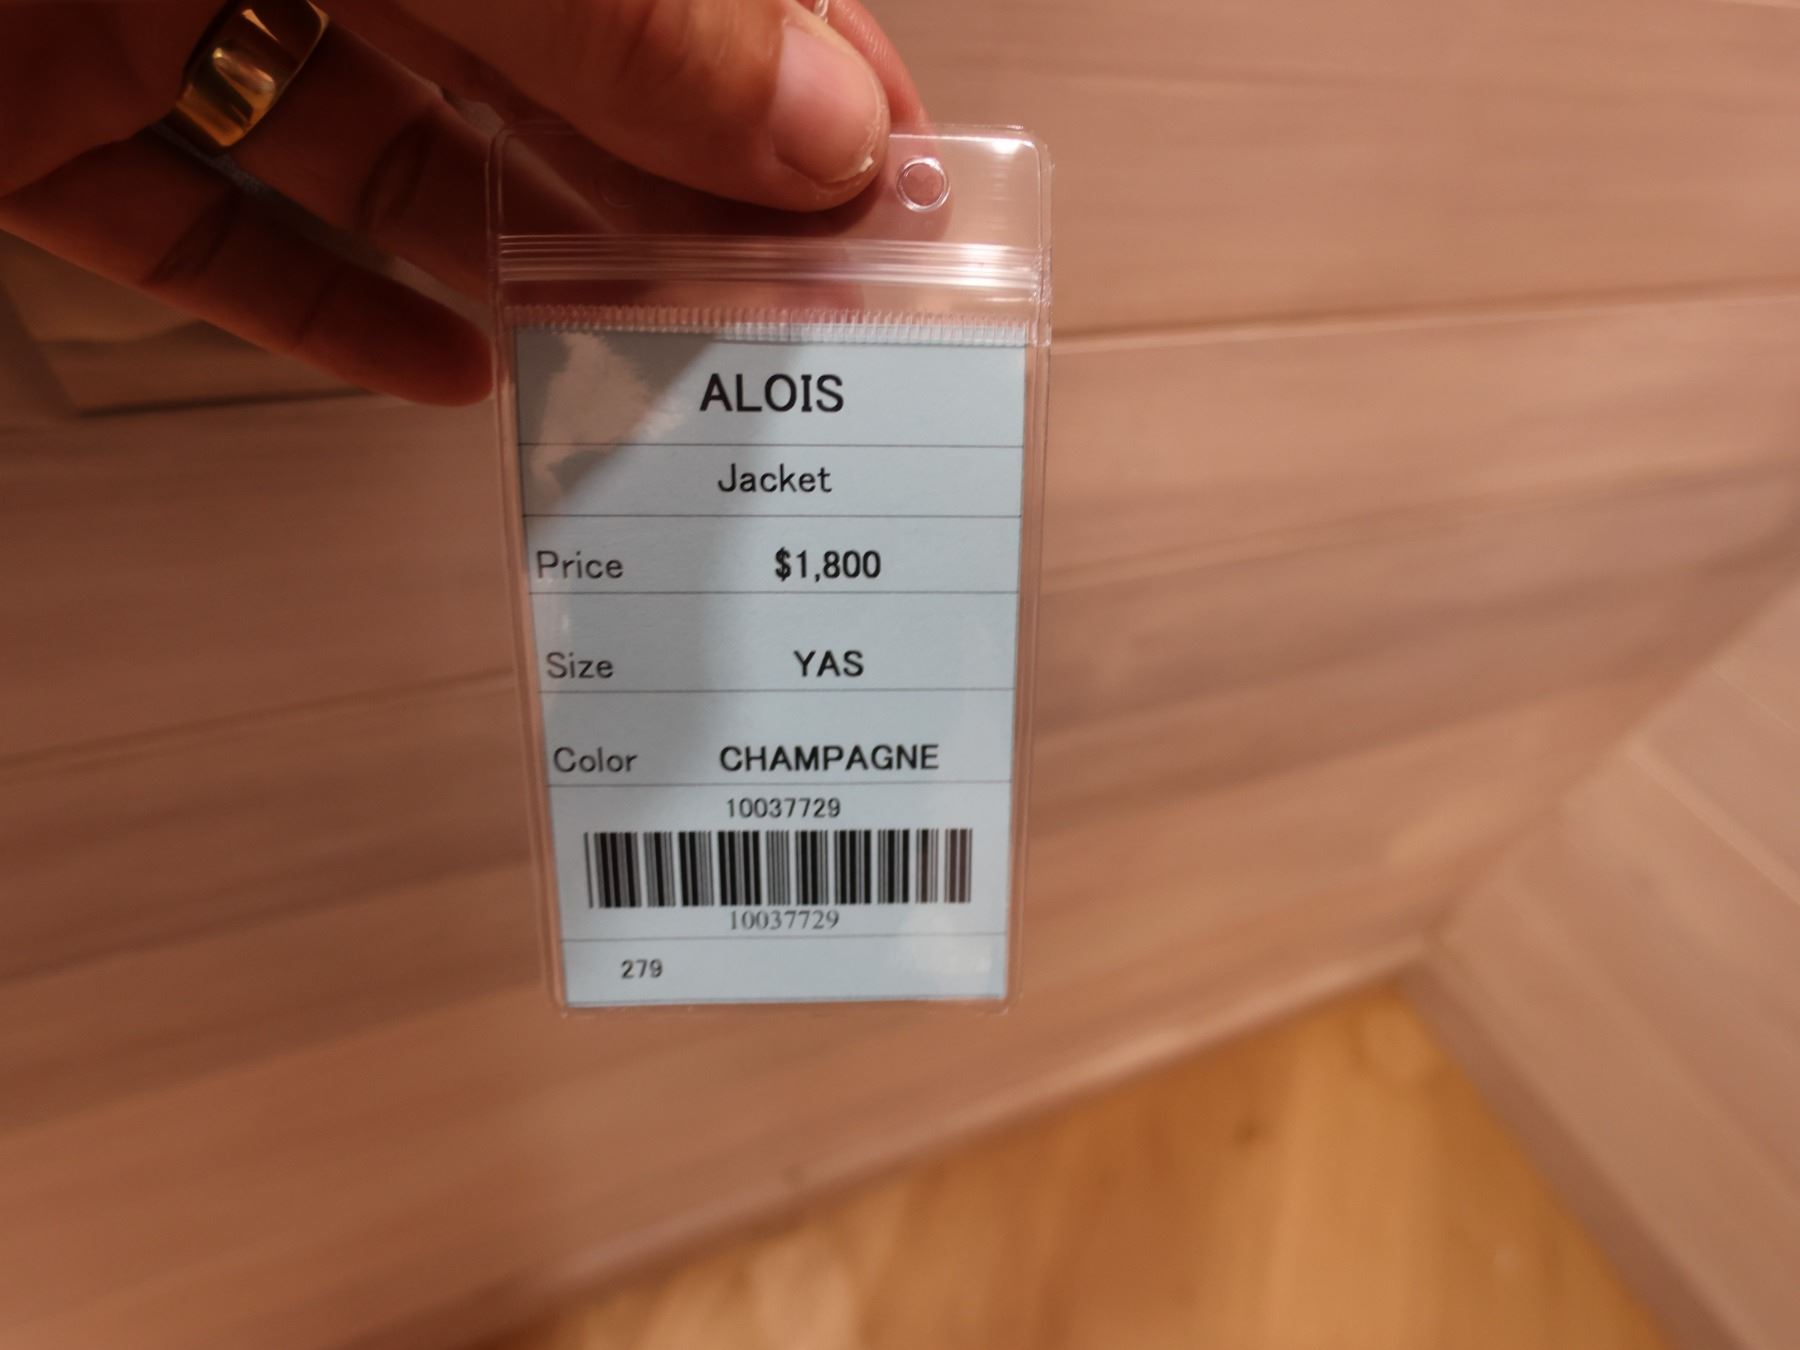 ALOIS
Jacket
Price $1,800
Size YAS
Color CHAMPAGNE
10037729
10037729
279